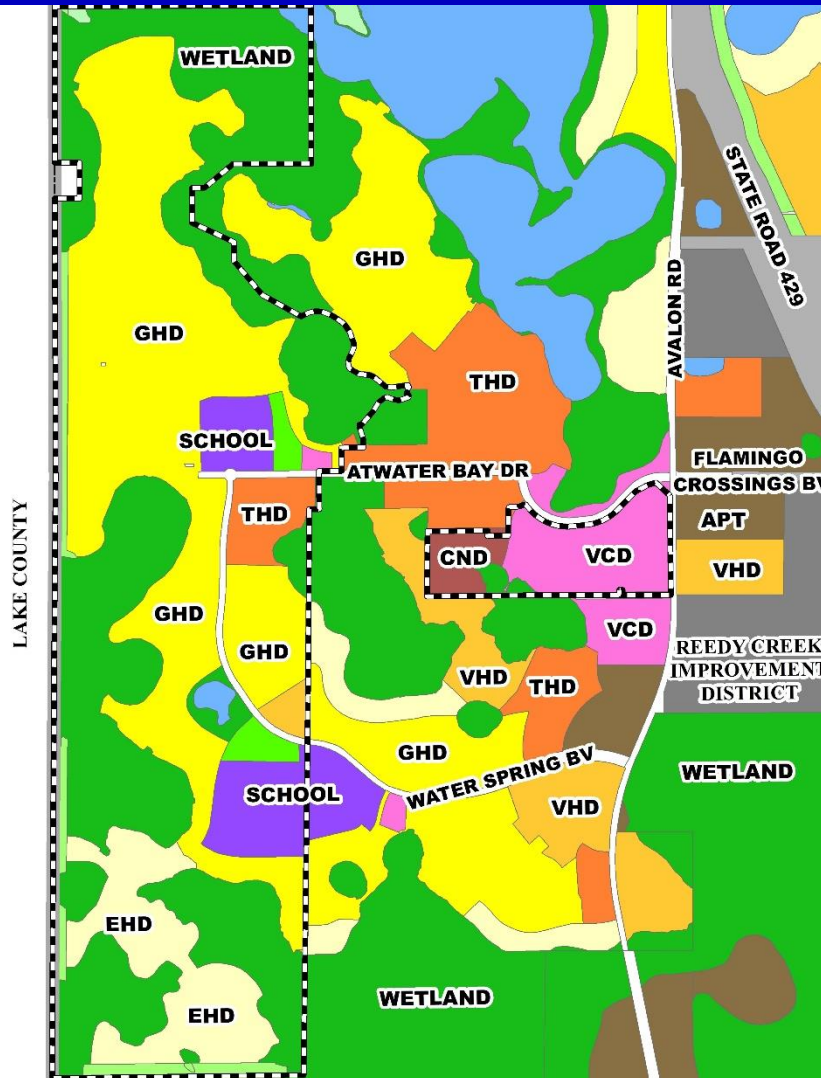 WETLAND
STATE ROAD 429
GHD
AVALON RD
GHD
THD
SCHOOL
ATWATER BAY DR
FLAMINGO
CROSSINGS BV
LAKE COUNTY
THD
APT
CND
VCD
VHD
GHD
VCD
GHD
REEDY CREEK
IMPROVEMENT
DISTRICT
VHD
THD
GHD
WATER SPRING BV
WETLAND
SCHOOL
VHD
EHD
WETLAND
EHD